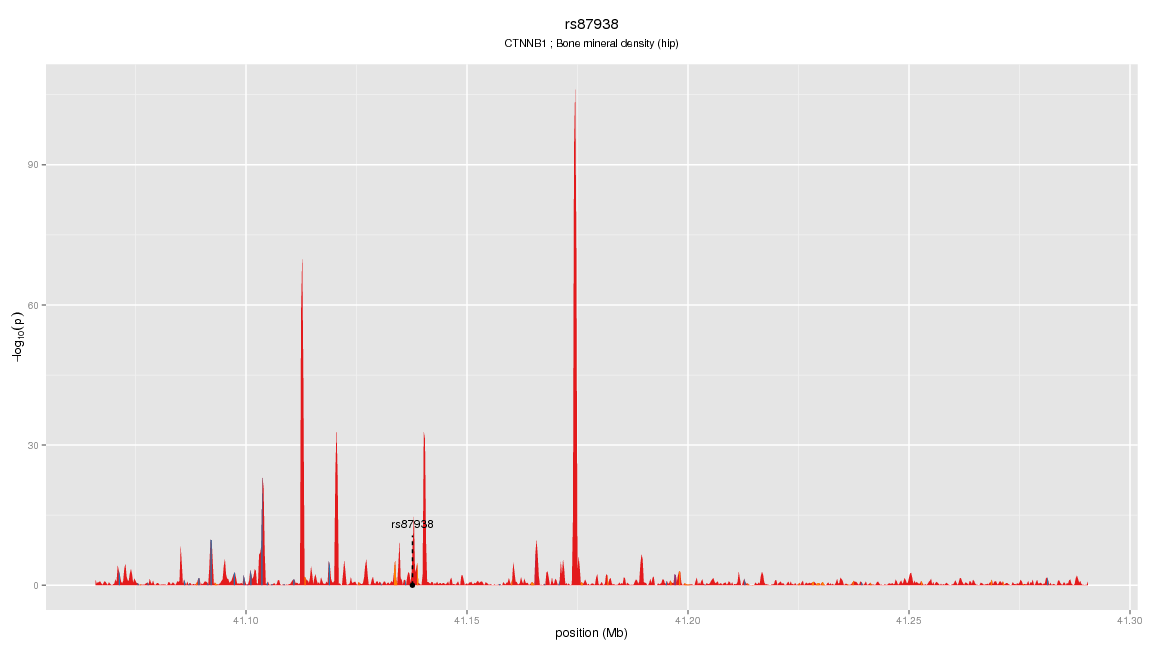 rs87938
CTNNB1 ; Bone mineral density (hip)
−log10(p)
90
60
30
0
rs87938
41.10 41.15 41.20 41.25 41.30
position (Mb)